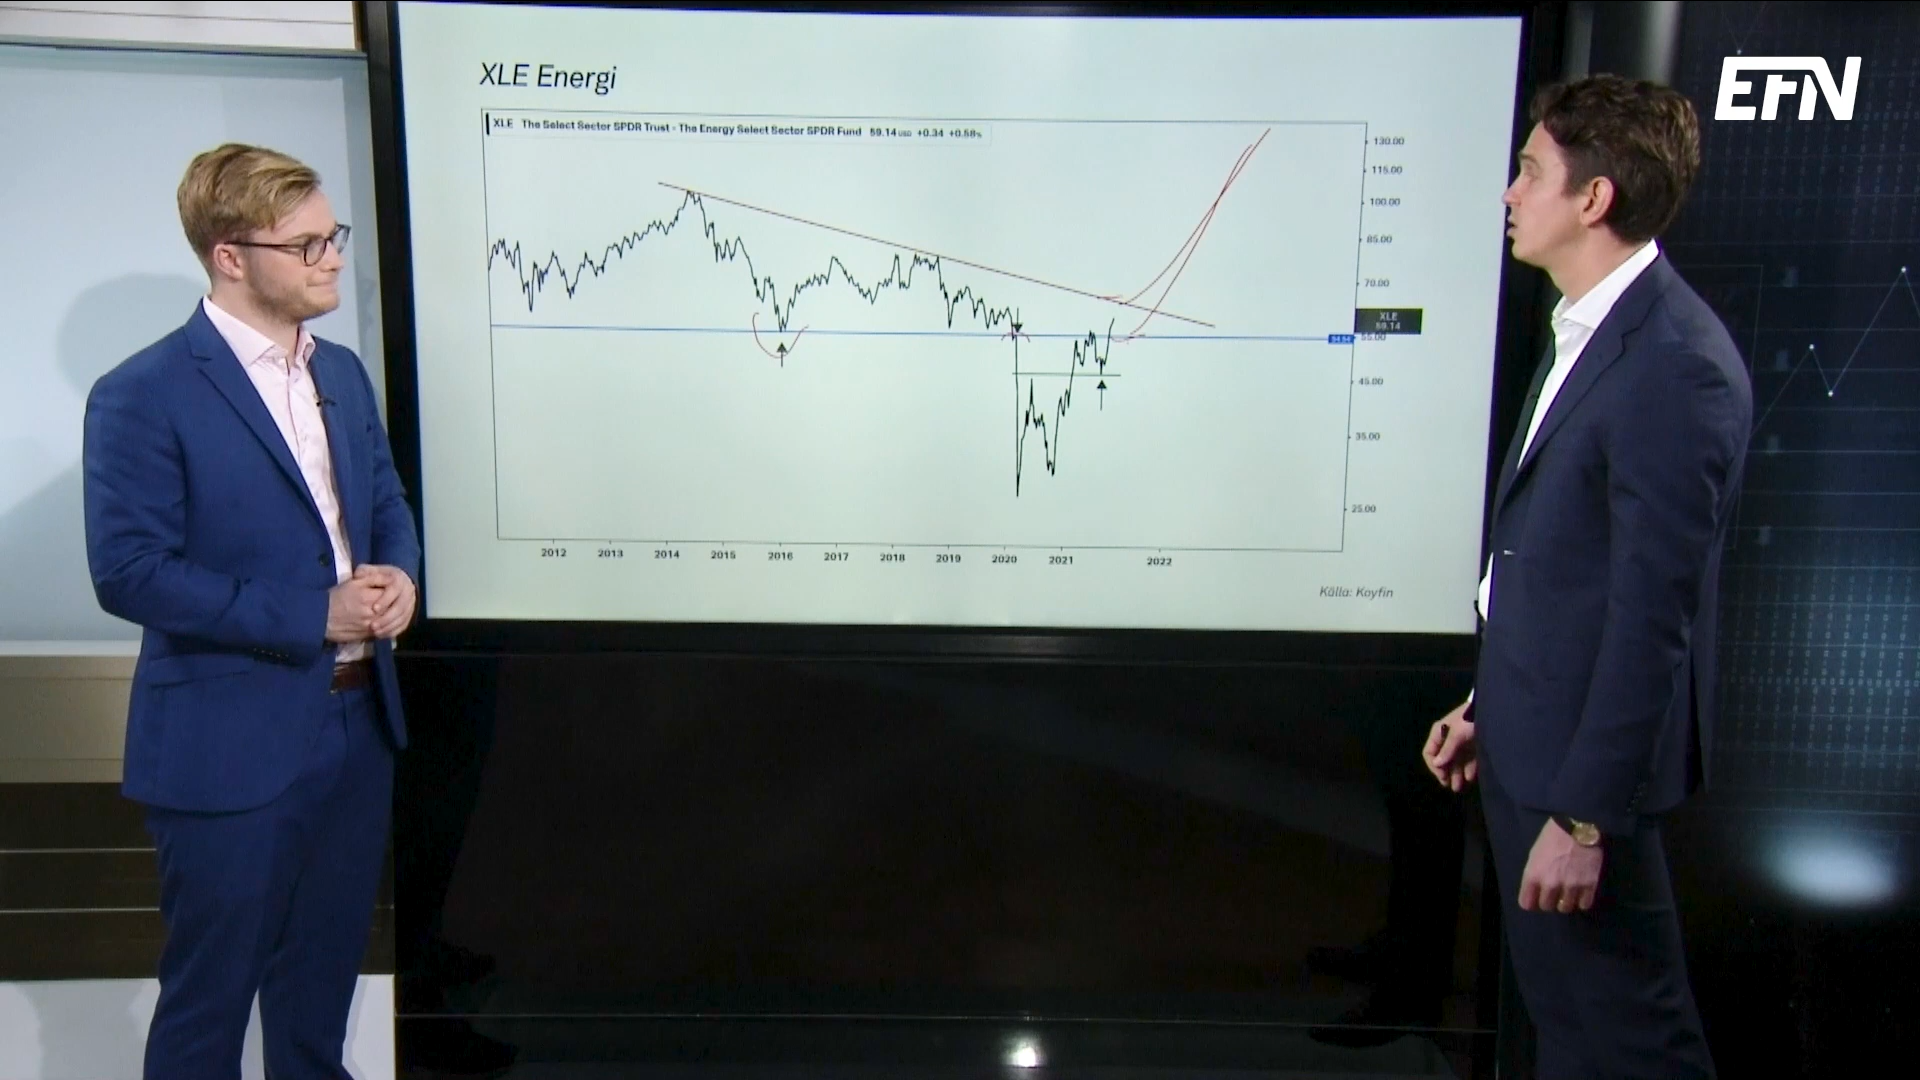 EFN
XLE Energi
XLE The Select Sector SPDR Trust - The Energy Select Sector SPDR Fund 59.14 USD +0.34 +0.58%
130.00
115.00
100.00
85.00
70.00
XLE
59.14
55.00
54.54
45.00
35.00
25.00
2012 2013 2014 2015 2016 2017 2018 2019 2020 2021 2022
Källa: Koyfin